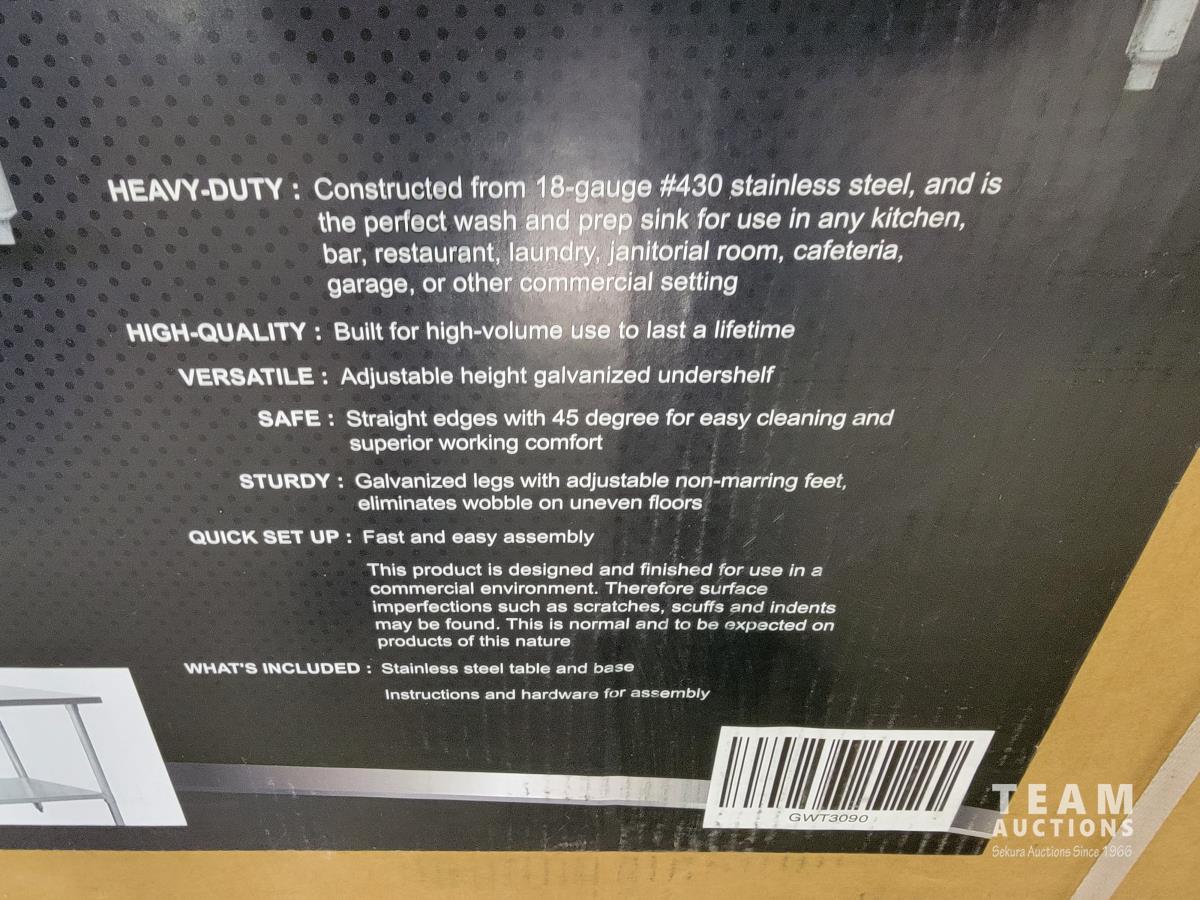 HEAVY-DUTY : Constructed from 18-gauge #430 stainless steel, and is
the perfect wash and prep sink for use in any kitchen,
bar, restaurant, laundry, janitorial room, cafeteria,
garage, or other commercial setting
HIGH-QUALITY : Built for high-volume use to last a lifetime
VERSATILE : Adjustable height galvanized undershelf
SAFE : Straight edges with 45 degree for easy cleaning and
superior working comfort
STURDY : Galvanized legs with adjustable non-marring feet,
eliminates wobble on uneven floors
QUICK SET UP : Fast and easy assembly
This product is designed and finished for use in a
commercial environment. Therefore surface
imperfections such as scratches, scuffs and indents
may be found. This is normal and to be expected on
products of this nature
WHAT'S INCLUDED : Stainless steel table and base
Instructions and hardware for assembly
GWT3090
TEAM
AUCTIONS
Sekura Auctions Since 1966